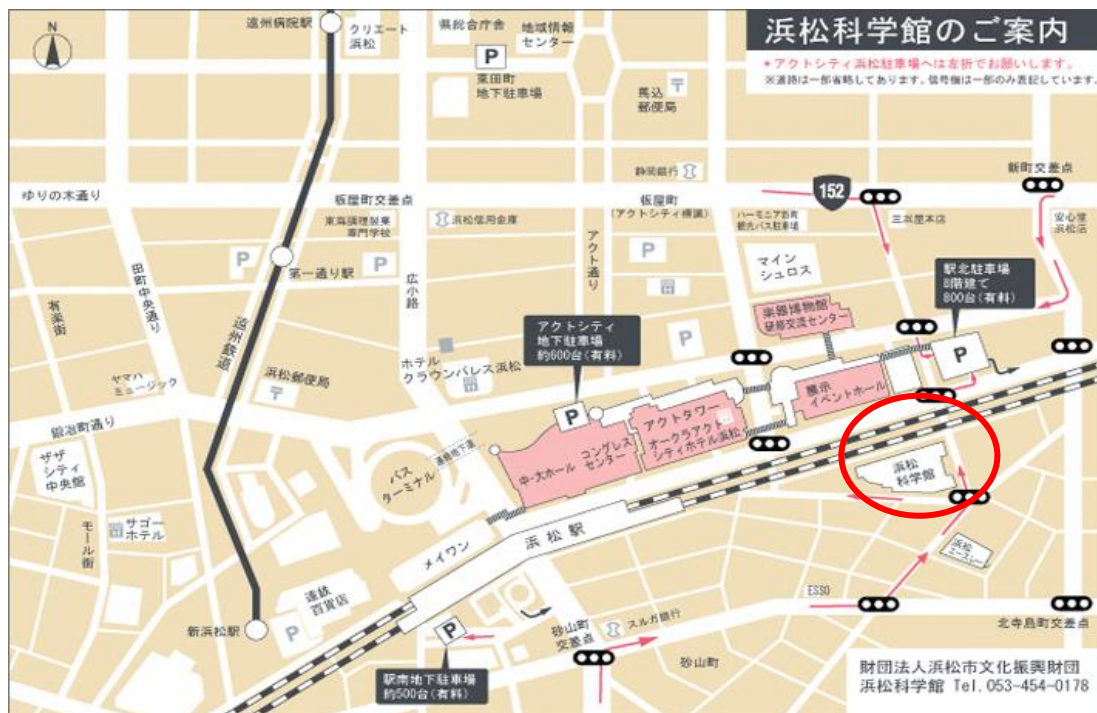 浜松科学館のご案内
*アクトシティ浜松駐車場へは左折でお願いします。
※道路は一部省略してあります。信号機は一部のみ表記しています。
N
遠州病院駅
クリエート
浜松
県総合庁舎
地域情報
センター
P
東田町
地下駐車場
馬込
郵便局
静岡銀行
新町交差点
ゆりの木通り
板屋町交差点
板屋町
(アクトシティ標識)
152
東海調理製菓
専門学校
浜松信用金庫
ハーモニア浜町
観光バス駐車場
三浜屋本店
安心堂
浜松店
P
第一通り駅
P
田町中央通り
有楽街
遠州鉄道
広小路
アクト通り
マイン
シュロス
駅北駐車場
8階建て
800台(有料)
P
楽器博物館
研修交流センター
アクトシティ
地下駐車場
約600台(有料)
P
P
ホテル
クラウンパレス浜松
ヤマハ
ミュージック
浜松郵便局
展示
イベントホール
鍛冶町通り
アクトタワー
オークラアクト
シティホテル浜松
コングレス
センター
中・大ホール
連絡地下道
バス
ターミナル
ザザ
シティ
中央館
モール街
サゴー
ホテル
浜松
科学館
浜松駅
メイワン
遠鉄
百貨店
P
新浜松駅
P
駅南地下駐車場
約500台(有料)
砂山町
交差点
スルガ銀行
砂山町
ESSO
北寺島町交差点
財団法人浜松市文化振興財団
浜松科学館 Tel.053-454-0178